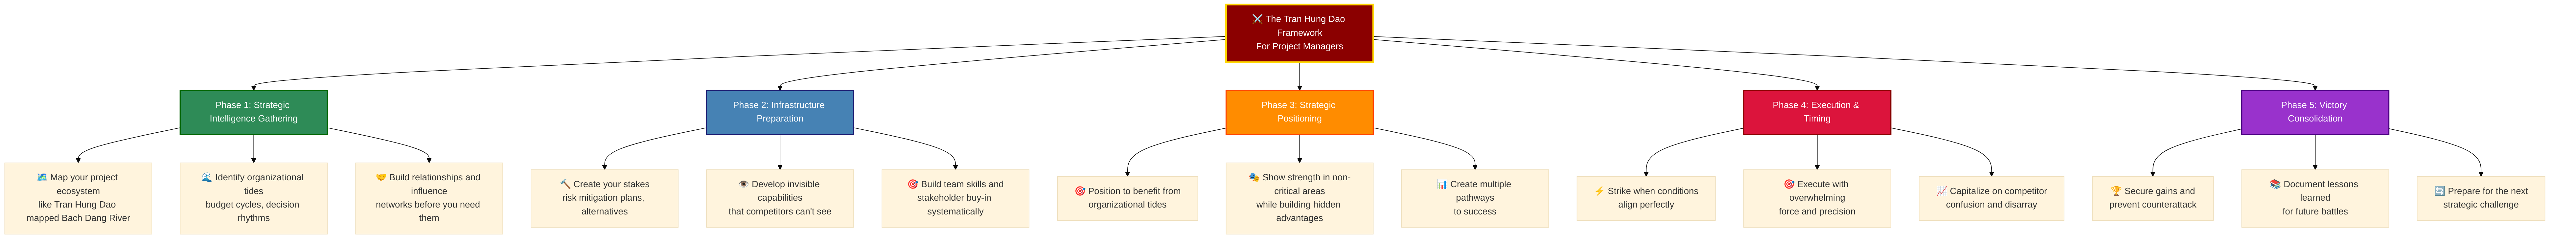 ⚔️ The Tran Hung Dao
Framework
For Project Managers
Phase 1: Strategic
Intelligence Gathering
Phase 2: Infrastructure
Preparation
Phase 3: Strategic
Positioning
Phase 4: Execution &
Timing
Phase 5: Victory
Consolidation
🗺️ Map your project
ecosystem
like Tran Hung Dao
mapped Bach Dang River
🌊 Identify organizational
tides
budget cycles, decision
rhythms
🤝 Build relationships and
influence
networks before you need
them
🔨 Create your stakes
risk mitigation plans,
alternatives
👁️ Develop invisible
capabilities
that competitors can't see
🎯 Build team skills and
stakeholder buy-in
systematically
🎯 Position to benefit from
organizational tides
🎭 Show strength in non-
critical areas
while building hidden
advantages
📊 Create multiple
pathways
to success
⚡ Strike when conditions
align perfectly
🎯 Execute with
overwhelming
force and precision
📈 Capitalize on competitor
confusion and disarray
🏆 Secure gains and
prevent counterattack
📚 Document lessons
learned
for future battles
🔄 Prepare for the next
strategic challenge